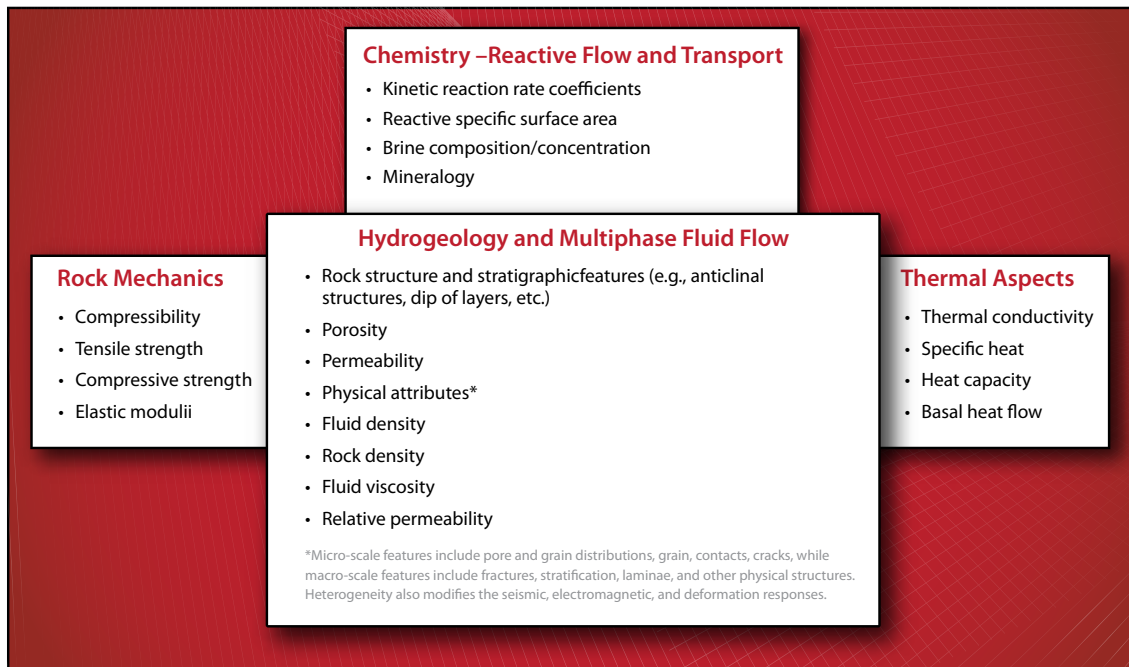 Chemistry –Reactive Flow and Transport
• Kinetic reaction rate coefficients
• Reactive specific surface area
• Brine composition/concentration
• Mineralogy
Hydrogeology and Multiphase Fluid Flow
• Rock structure and stratigraphicfeatures (e.g., anticlinal
structures, dip of layers, etc.)
• Porosity
• Permeability
• Physical attributes*
• Fluid density
• Rock density
• Fluid viscosity
• Relative permeability
*Micro-scale features include pore and grain distributions, grain, contacts, cracks, while
macro-scale features include fractures, stratification, laminae, and other physical structures.
Heterogeneity also modifies the seismic, electromagnetic, and deformation responses.
Rock Mechanics
• Compressibility
• Tensile strength
• Compressive strength
• Elastic modulii
Thermal Aspects
• Thermal conductivity
• Specific heat
• Heat capacity
• Basal heat flow